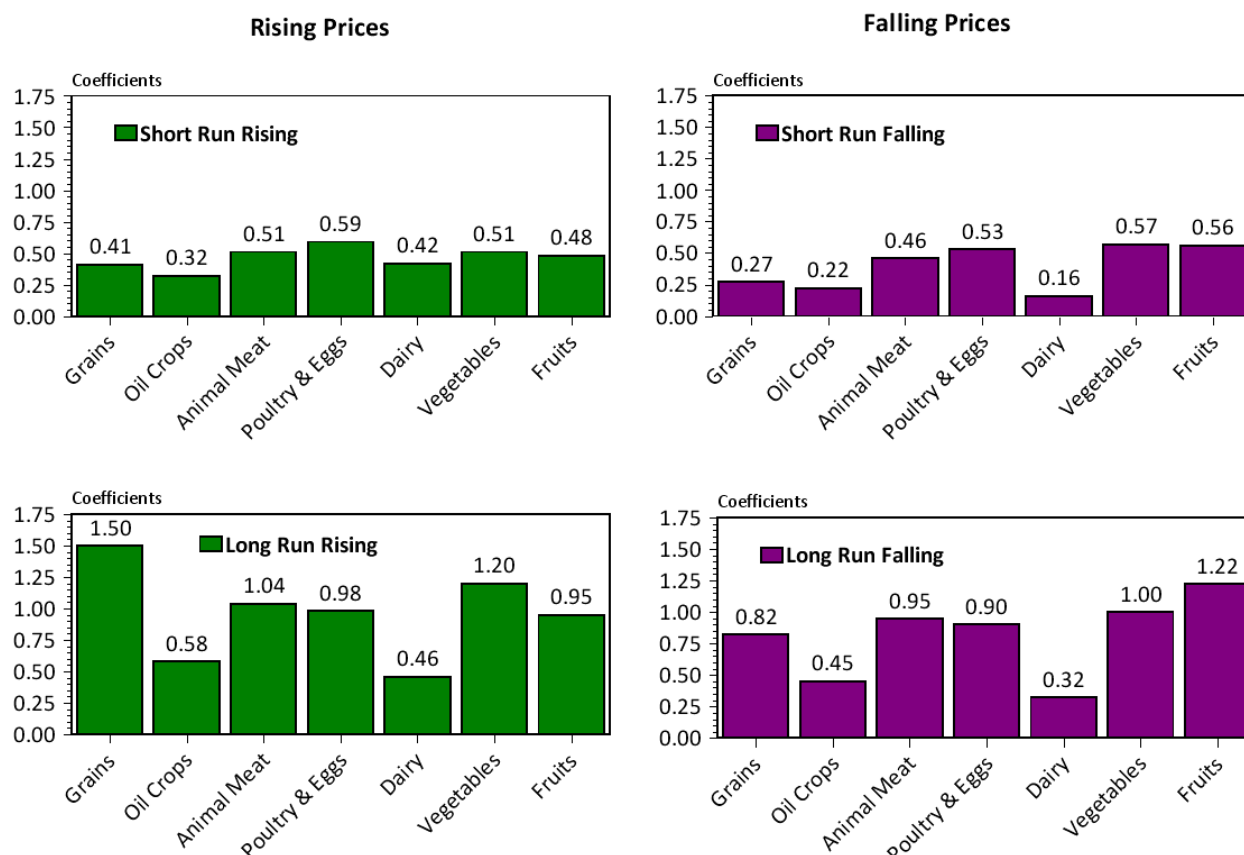 Rising Prices
Falling Prices
Coefficients
1.75
1.50
1.25
1.00
0.75
0.50
0.25
0.00
Short Run Rising
0.41
0.32
0.51
0.59
0.42
0.51
0.48
Grains
Oil Crops
Animal Meat
Poultry & Eggs
Dairy
Vegetables
Fruits
Coefficients
1.75
1.50
1.25
1.00
0.75
0.50
0.25
0.00
Short Run Falling
0.27
0.22
0.46
0.53
0.16
0.57
0.56
Grains
Oil Crops
Animal Meat
Poultry & Eggs
Dairy
Vegetables
Fruits
Coefficients
1.75
1.50
1.25
1.00
0.75
0.50
0.25
0.00
Long Run Rising
1.50
0.58
1.04
0.98
0.46
1.20
0.95
Grains
Oil Crops
Animal Meat
Poultry & Eggs
Dairy
Vegetables
Fruits
Coefficients
1.75
1.50
1.25
1.00
0.75
0.50
0.25
0.00
Long Run Falling
0.82
0.45
0.95
0.90
0.32
1.00
1.22
Grains
Oil Crops
Animal Meat
Poultry & Eggs
Dairy
Vegetables
Fruits